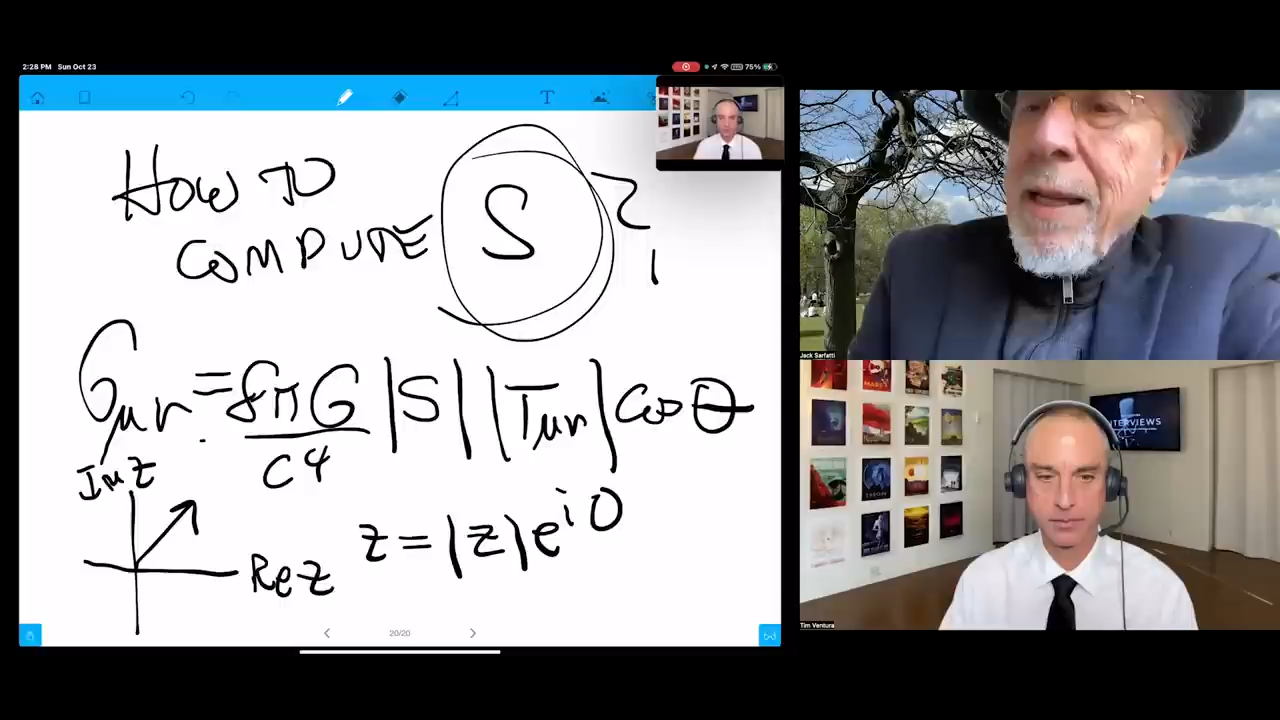 2:28 PM Sun Oct 23
75%
HOW TO
COMPUTE S ?
Gμν = 8πG/c4 |S| |Tμν| cos θ
Im z
z = |z| e^iθ
Re z
20/20
Jack Sarfatti
INTERVIEWS
Tim Ventura